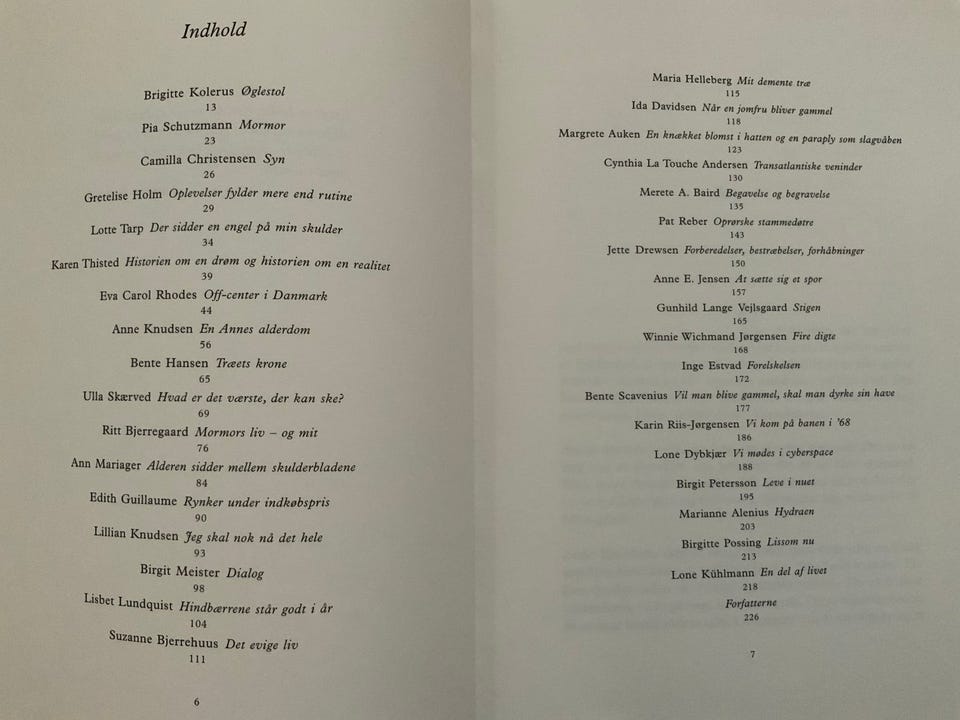 Indhold
Brigitte Kolerus Øglestol
13
Pia Schutzmann Mormor
23
Camilla Christensen Syn
26
Gretelise Holm Oplevelser fylder mere end rutine
29
Lotte Tarp Der sidder en engel på min skulder
34
Karen Thisted Historien om en drøm og historien om en realitet
39
Eva Carol Rhodes Off-center i Danmark
44
Anne Knudsen En Annes alderdom
56
Bente Hansen Træets krone
65
Ulla Skærved Hvad er det værste, der kan ske?
69
Ritt Bjerregaard Mormors liv – og mit
76
Ann Mariager Alderen sidder mellem skulderbladene
84
Edith Guillaume Rynker under indkøbspris
90
Lillian Knudsen Jeg skal nok nå det hele
93
Birgit Meister Dialog
98
Lisbet Lundquist Hindbærrene står godt i år
104
Suzanne Bjerrehuus Det evige liv
111
6
Maria Helleberg Mit demente træ
115
Ida Davidsen Når en jomfru bliver gammel
118
Margrete Auken En knækket blomst i hatten og en paraply som slagvåben
123
Cynthia La Touche Andersen Transatlantiske veninder
130
Merete A. Baird Begavelse og begravelse
135
Pat Reber Oprørske stammedøtre
143
Jette Drewsen Forberedelser, bestræbelser, forhåbninger
150
Anne E. Jensen At sætte sig et spor
157
Gunhild Lange Vejlsgaard Stigen
165
Winnie Wichmand Jørgensen Fire digte
168
Inge Estvad Forelskelsen
172
Bente Scavenius Vil man blive gammel, skal man dyrke sin have
177
Karin Riis-Jørgensen Vi kom på banen i '68
186
Lone Dybkjær Vi mødes i cyberspace
188
Birgit Petersson Leve i nuet
195
Marianne Alenius Hydraen
203
Birgitte Possing Lissom nu
213
Lone Kühlmann En del af livet
218
Forfatterne
226
7